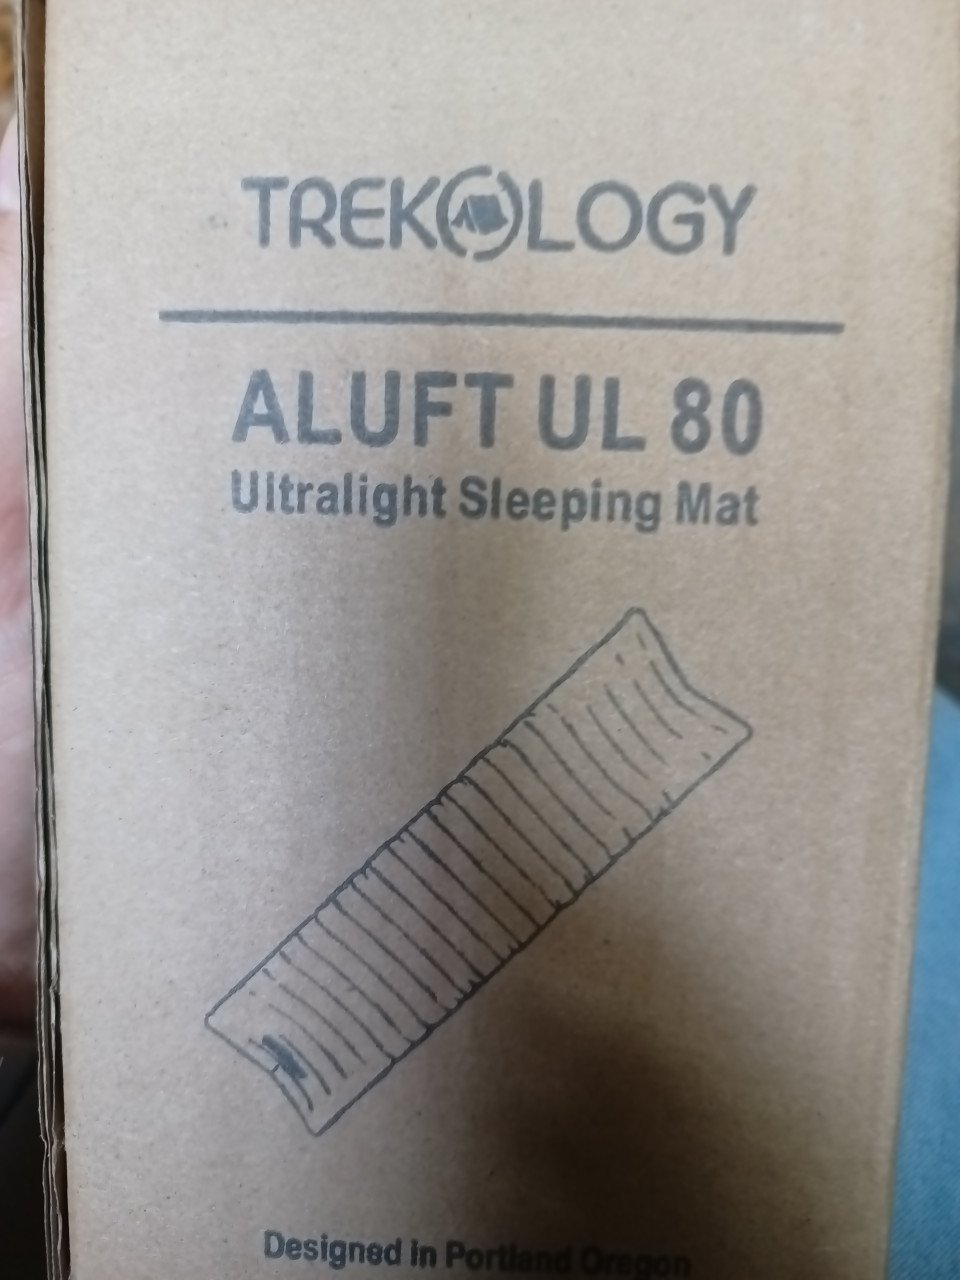 TREKOLOGY
ALUFT UL 80
Ultralight Sleeping Mat
Designed in Portland Oregon